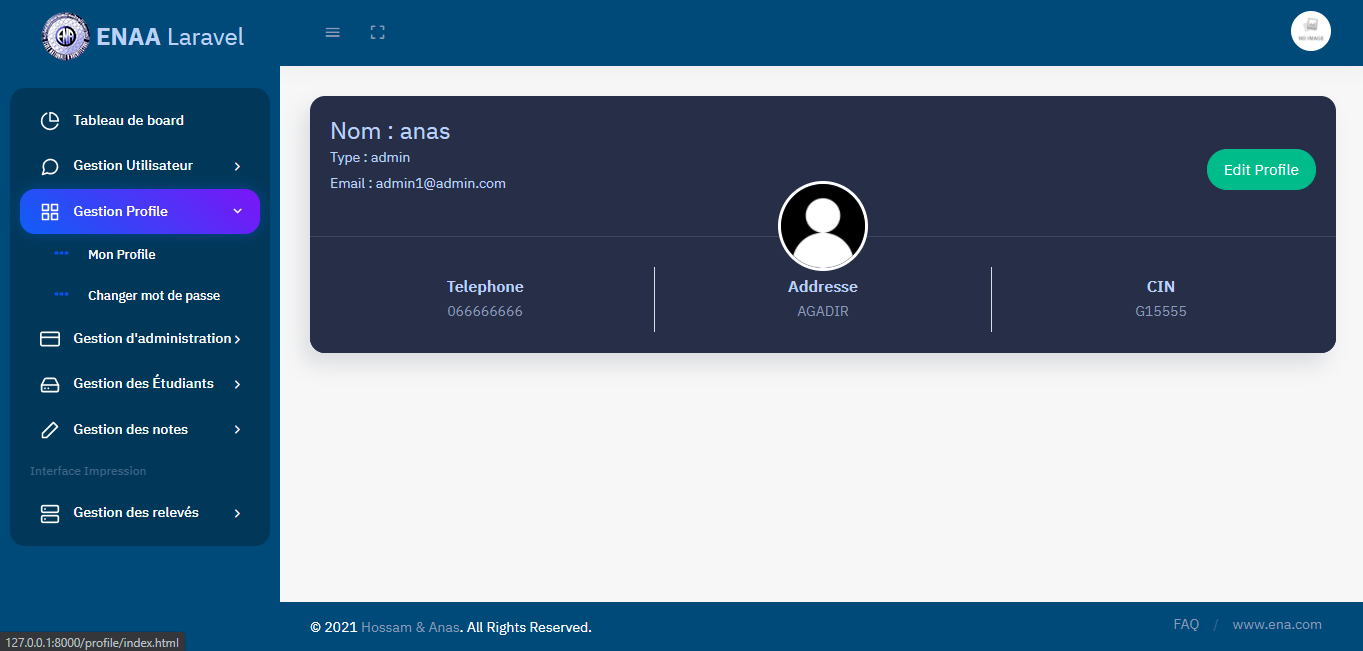 ENAA Laravel
NO IMAGE
Tableau de board
Gestion Utilisateur
Gestion Profile
Mon Profile
Changer mot de passe
Gestion d'administration
Gestion des Étudiants
Gestion des notes
Interface Impression
Gestion des relevés
Nom : anas
Type : admin
Email : admin1@admin.com
Edit Profile
Telephone
066666666
Addresse
AGADIR
CIN
G15555
© 2021 Hossam & Anas. All Rights Reserved.
FAQ / www.ena.com
127.0.0.1:8000/profile/index.html